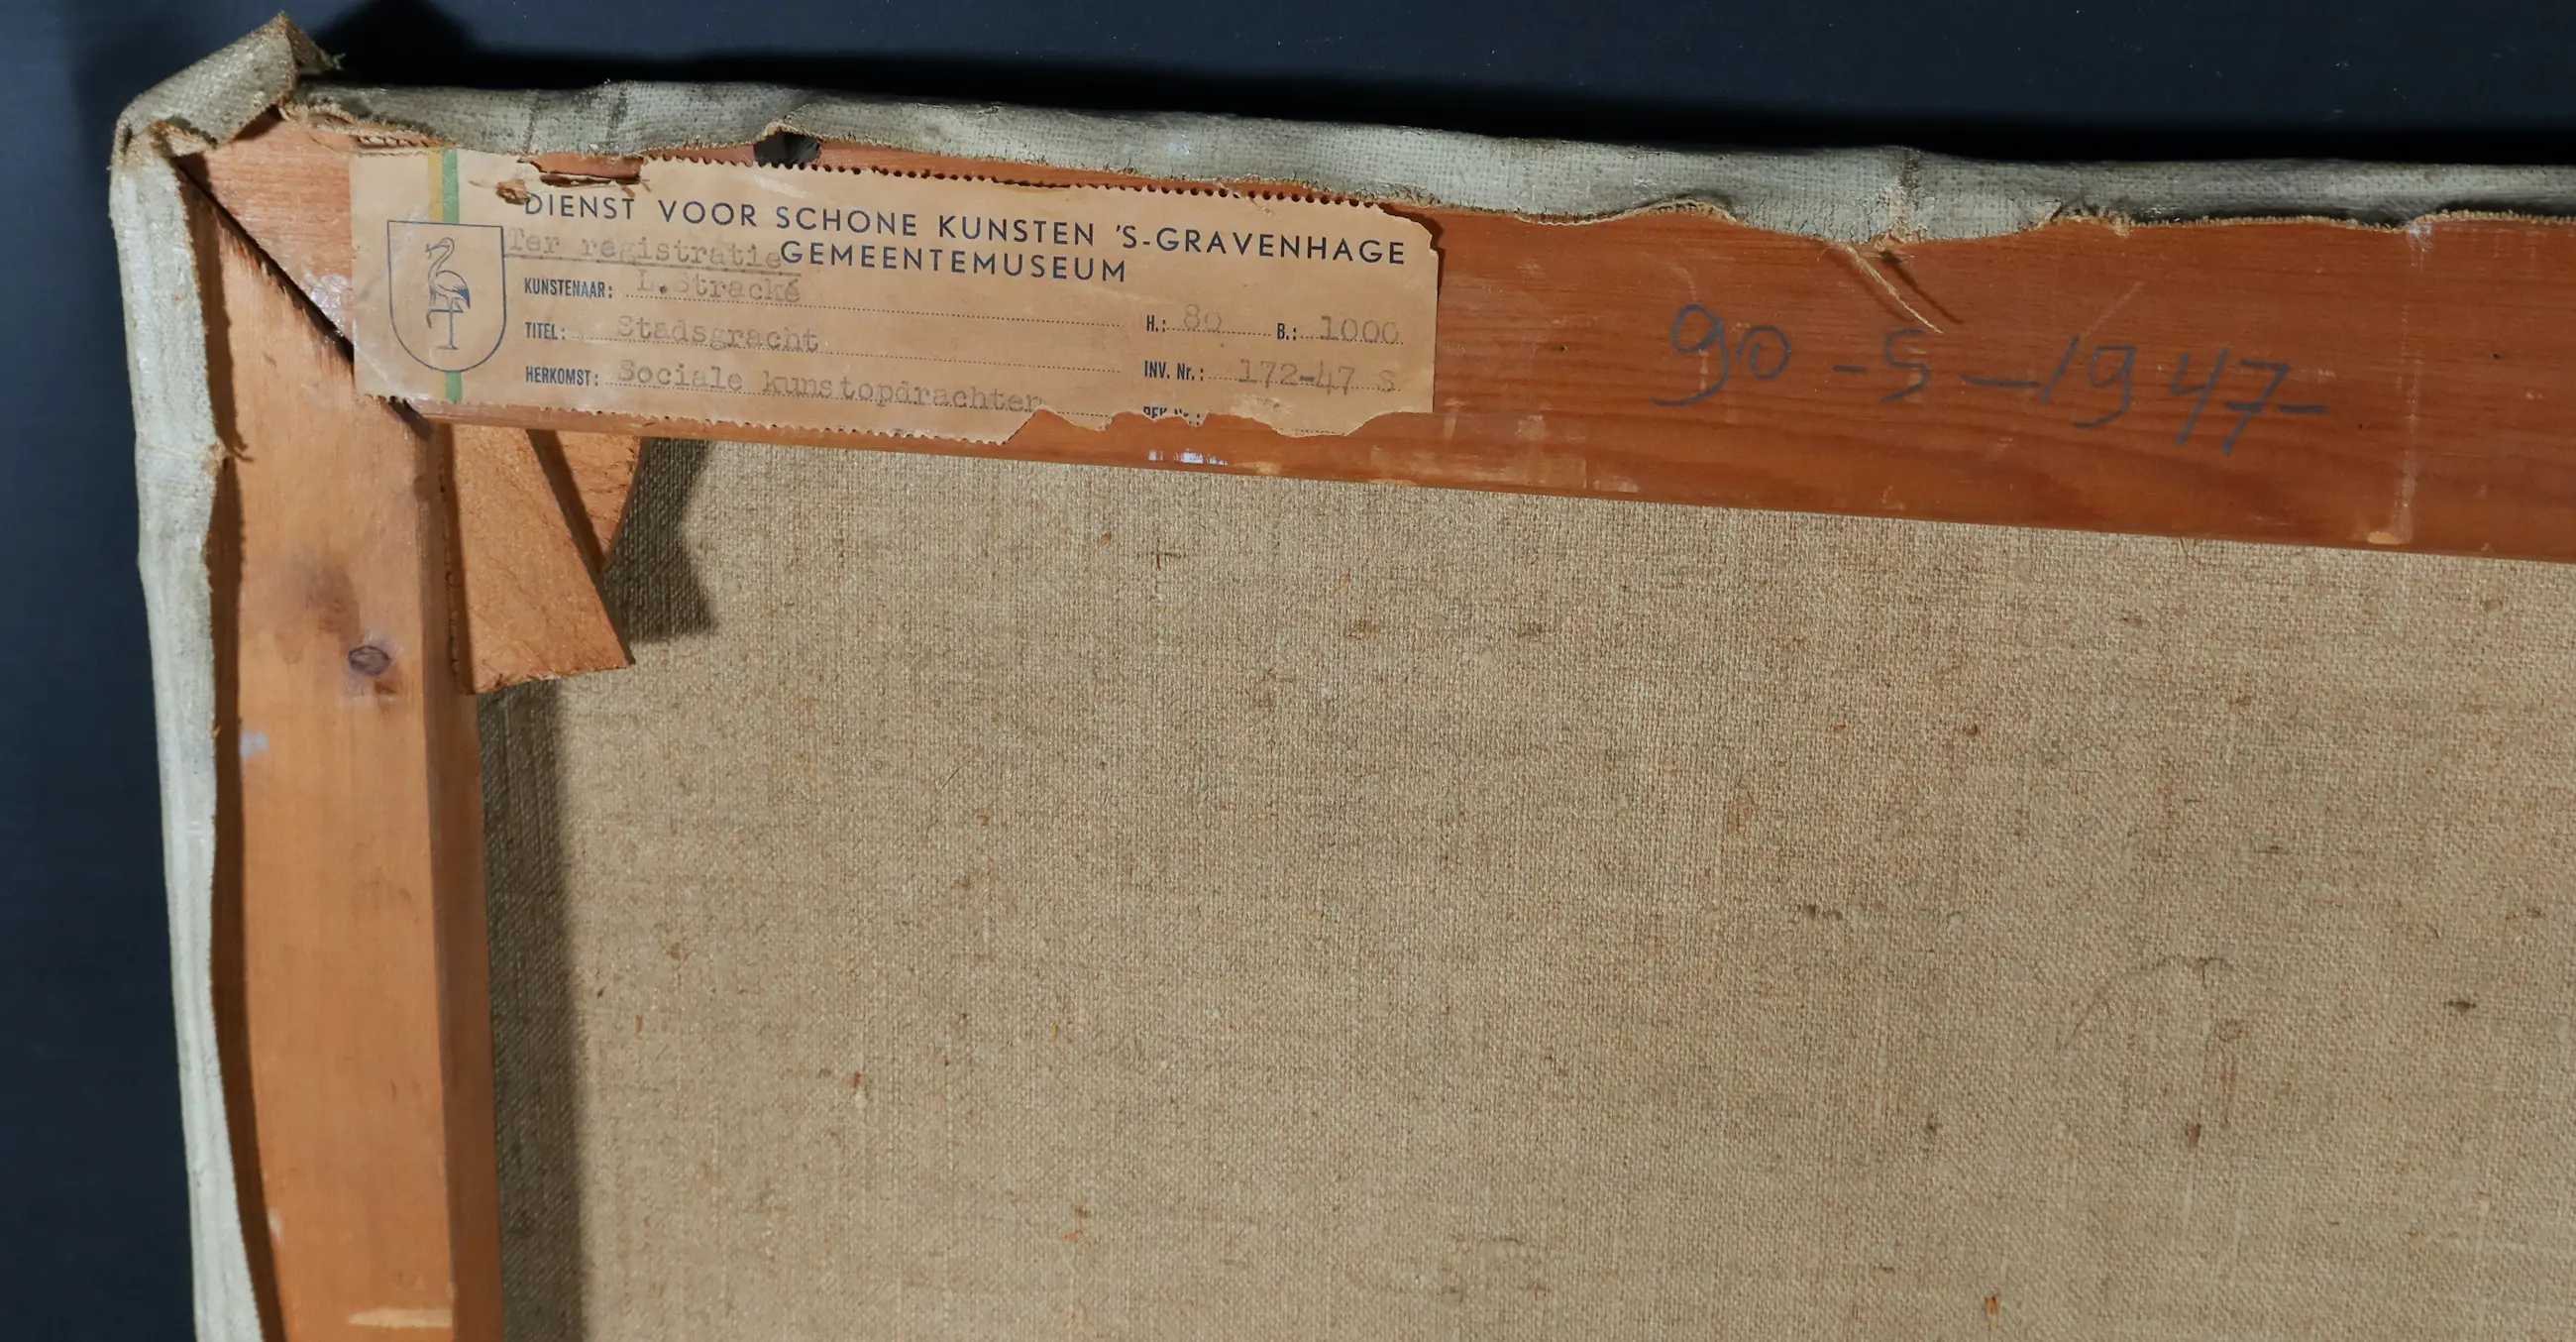 DIENST VOOR SCHONE KUNSTEN 'S-GRAVENHAGE
Ter registratie GEMEENTEMUSEUM
KUNSTENAAR: L. Stracké
TITEL: Stadsgracht H.: 80 B.: 1000
HERKOMST: Sociale kunstopdrachten INV. Nr.: 172-47 S
90-S-1947-